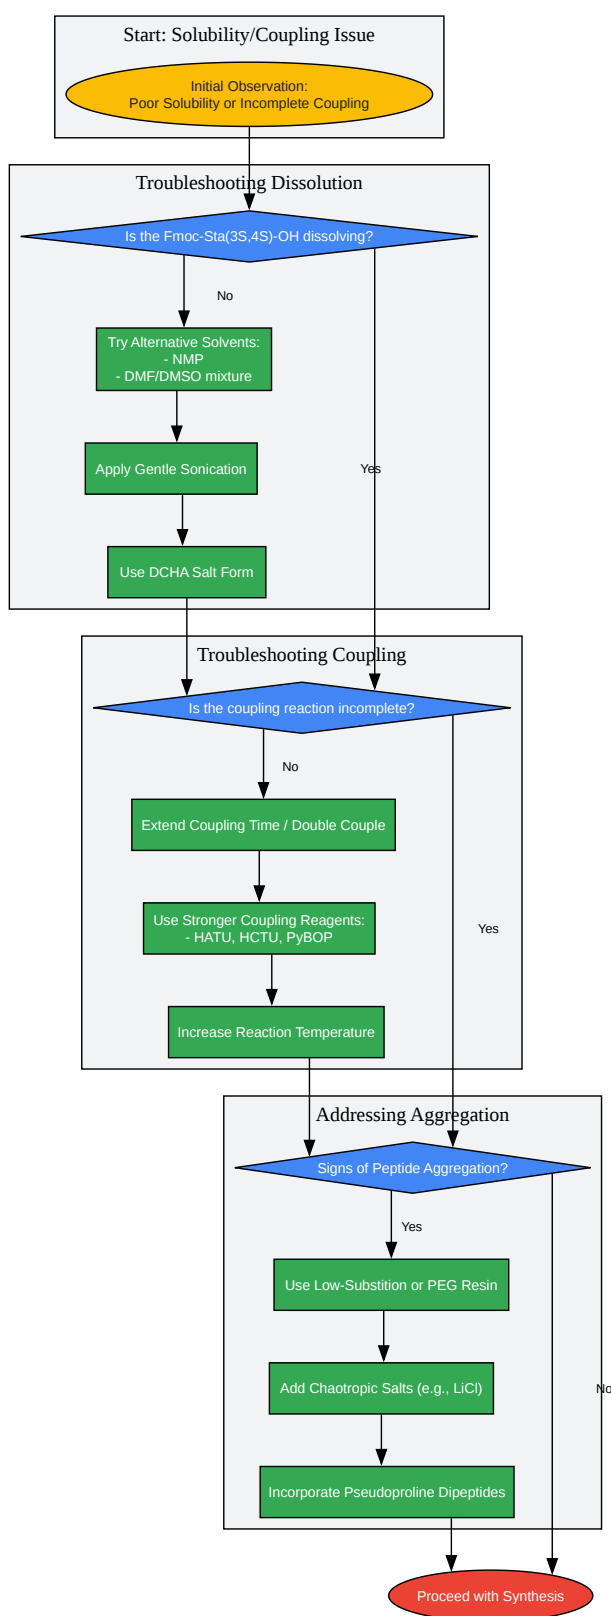 Start: Solubility/Coupling Issue
Initial Observation:
Poor Solubility or Incomplete Coupling
Troubleshooting Dissolution
Is the Fmoc-Sta(3S,4S)-OH dissolving?
No
Try Alternative Solvents:
- NMP
- DMF/DMSO mixture
Apply Gentle Sonication
Yes
Use DCHA Salt Form
Troubleshooting Coupling
Is the coupling reaction incomplete?
No
Extend Coupling Time / Double Couple
Use Stronger Coupling Reagents:
- HATU, HCTU, PyBOP
Yes
Increase Reaction Temperature
Addressing Aggregation
Signs of Peptide Aggregation?
Yes
Use Low-Substition or PEG Resin
Add Chaotropic Salts (e.g., LiCl)
No
Incorporate Pseudoproline Dipeptides
Proceed with Synthesis